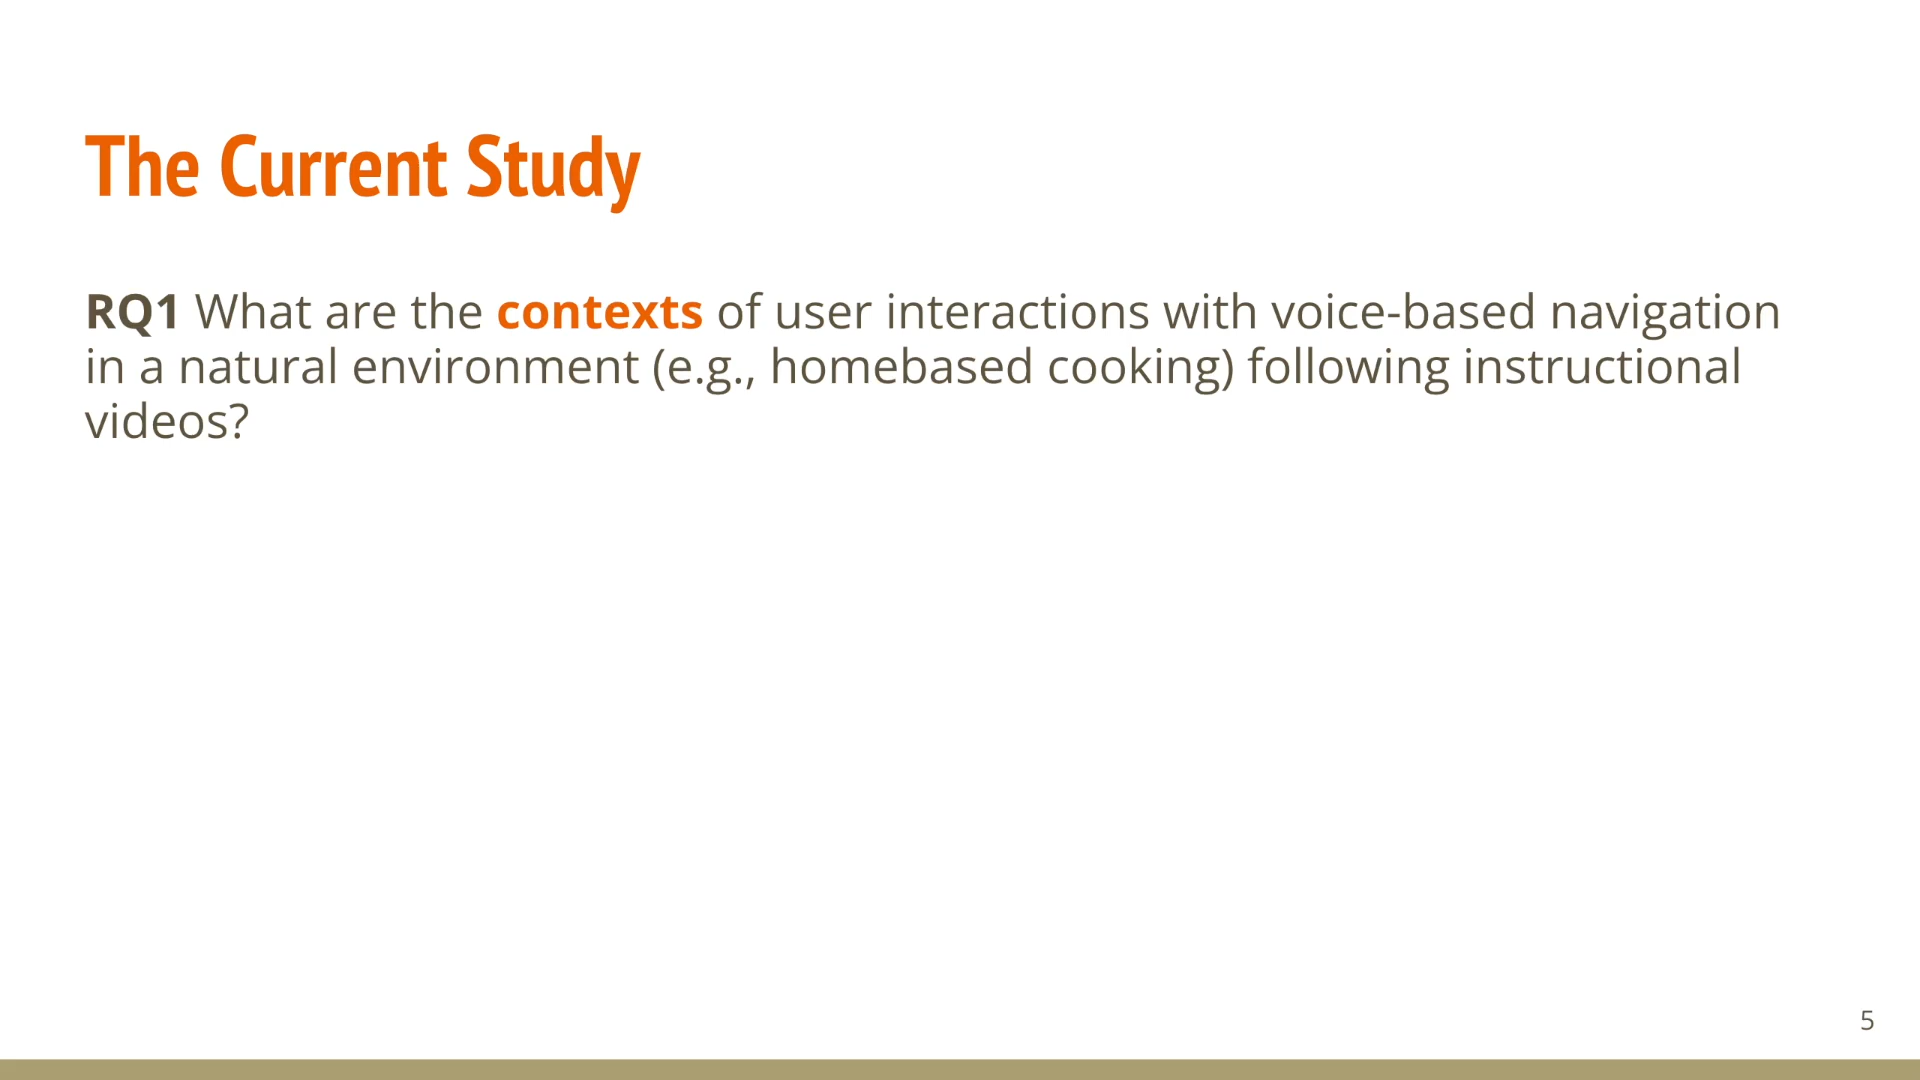 The Current Study
RQ1 What are the contexts of user interactions with voice-based navigation
in a natural environment (e.g., homebased cooking) following instructional
videos?
5